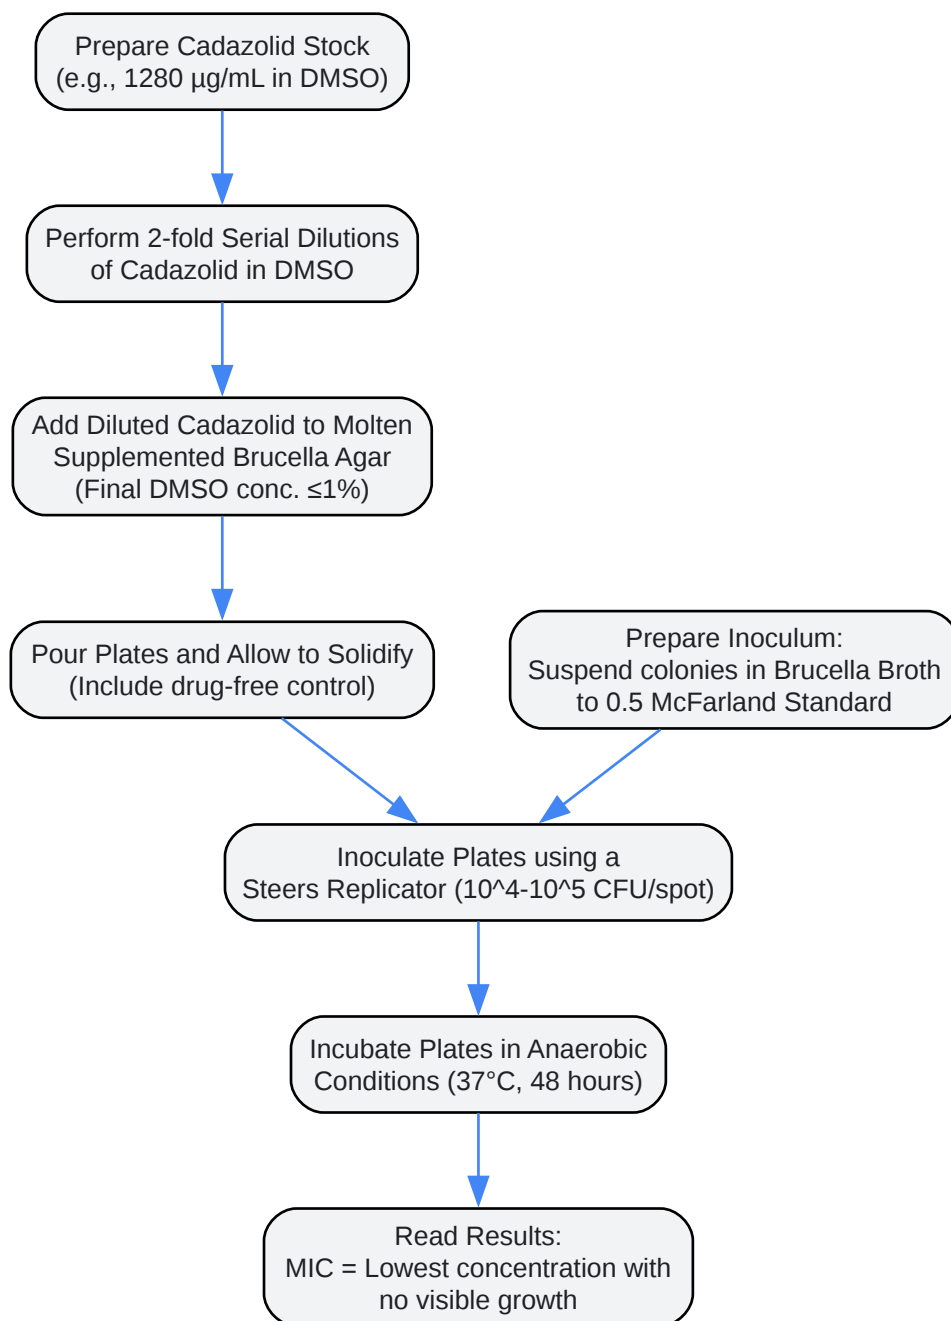 Prepare Cadazolid Stock
(e.g., 1280 µg/mL in DMSO)
Perform 2-fold Serial Dilutions
of Cadazolid in DMSO
Add Diluted Cadazolid to Molten
Supplemented Brucella Agar
(Final DMSO conc. ≤1%)
Pour Plates and Allow to Solidify
(Include drug-free control)
Prepare Inoculum:
Suspend colonies in Brucella Broth
to 0.5 McFarland Standard
Inoculate Plates using a
Steers Replicator (10^4-10^5 CFU/spot)
Incubate Plates in Anaerobic
Conditions (37°C, 48 hours)
Read Results:
MIC = Lowest concentration with
no visible growth